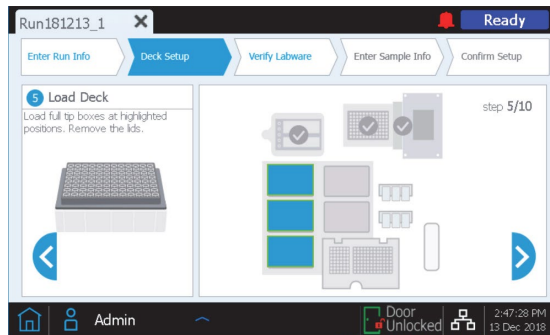 Run181213_1
Ready
Enter Run Info
Deck Setup
Verify Labware
Enter Sample Info
Confirm Setup
5 Load Deck
Load full tip boxes at highlighted
positions. Remove the lids.
step 5/10
Admin
Door
Unlocked
2:47:28 PM
13 Dec 2018